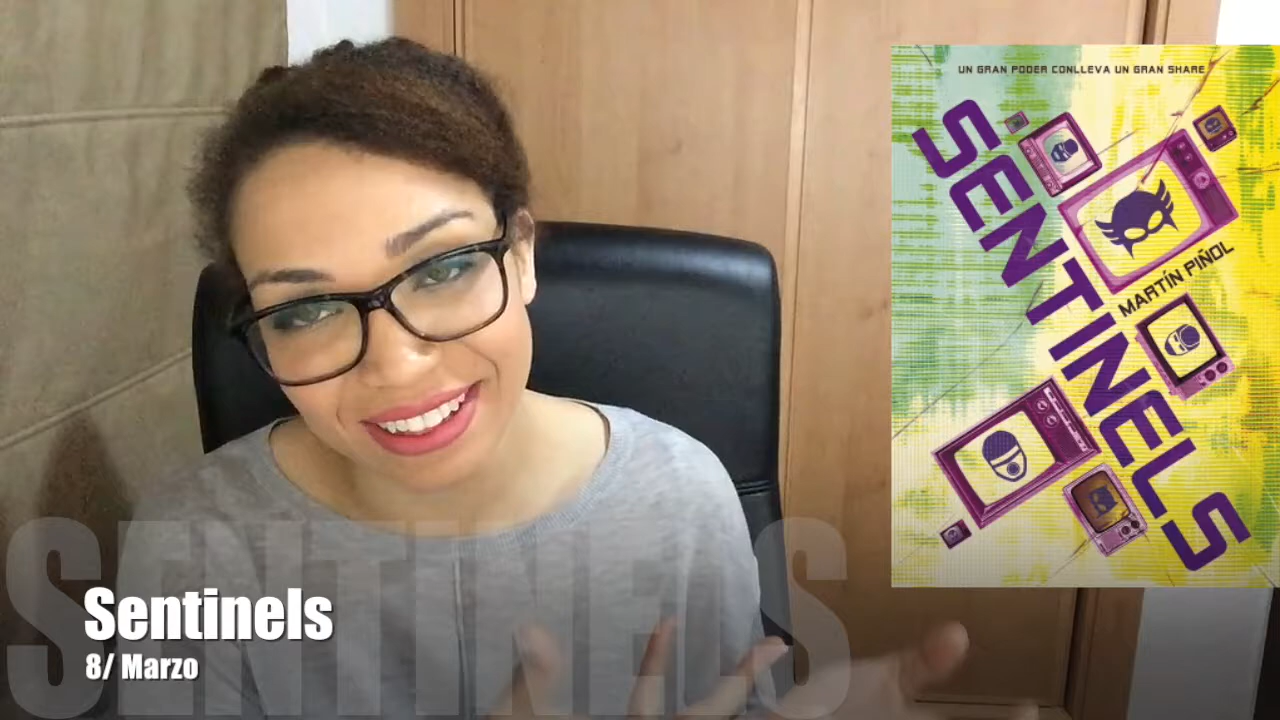 UN GRAN PODER CONLLEVA UN GRAN SHARE
SENTINELS
MARTÍN PIÑOL
SENTINELS
Sentinels
8/ Marzo